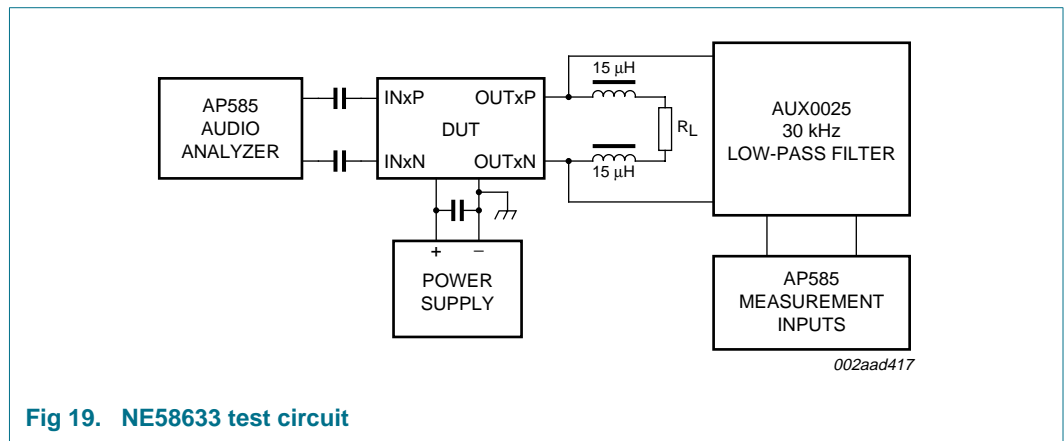 AP585
AUDIO
ANALYZER
INxP
INxN
OUTxP
OUTxN
DUT
15 μH
15 μH
RL
AUX0025
30 kHz
LOW-PASS FILTER
+ −
POWER
SUPPLY
AP585
MEASUREMENT
INPUTS
002aad417
Fig 19. NE58633 test circuit